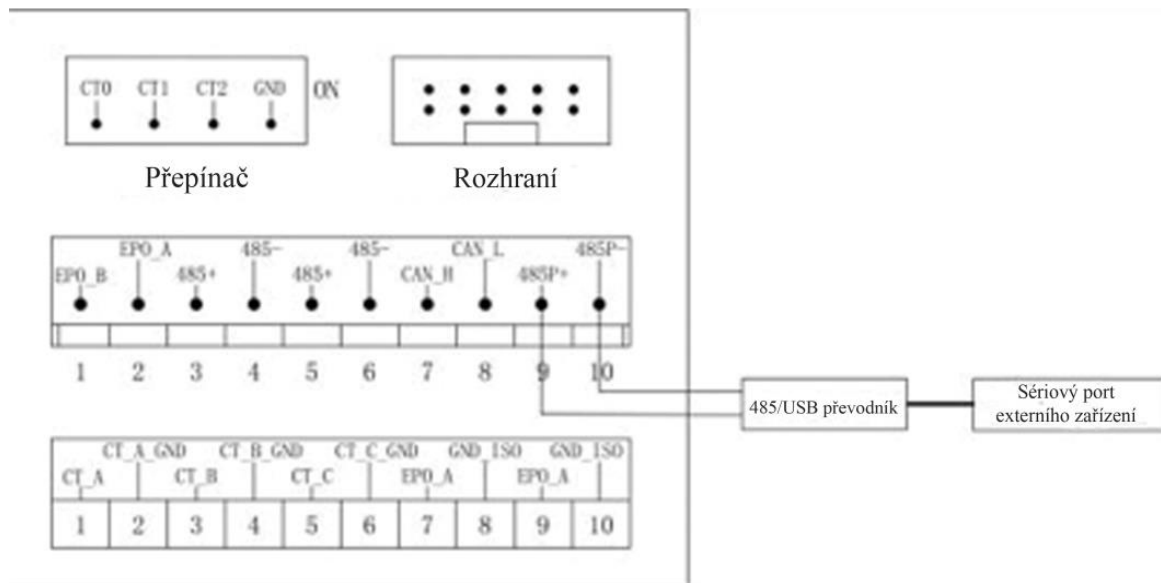 CT0 CT1 CT2 GND ON
Přepínač
Rozhraní
EPO_A 485- 485- CAN_L 485P-
EPO_B 485+ 485+ CAN_H 485P+
1 2 3 4 5 6 7 8 9 10
485/USB převodník
Sériový port
externího zařízení
CT_A_GND CT_B_GND CT_C_GND GND_ISO GND_ISO
CT_A CT_B CT_C EPO_A EPO_A
1 2 3 4 5 6 7 8 9 10